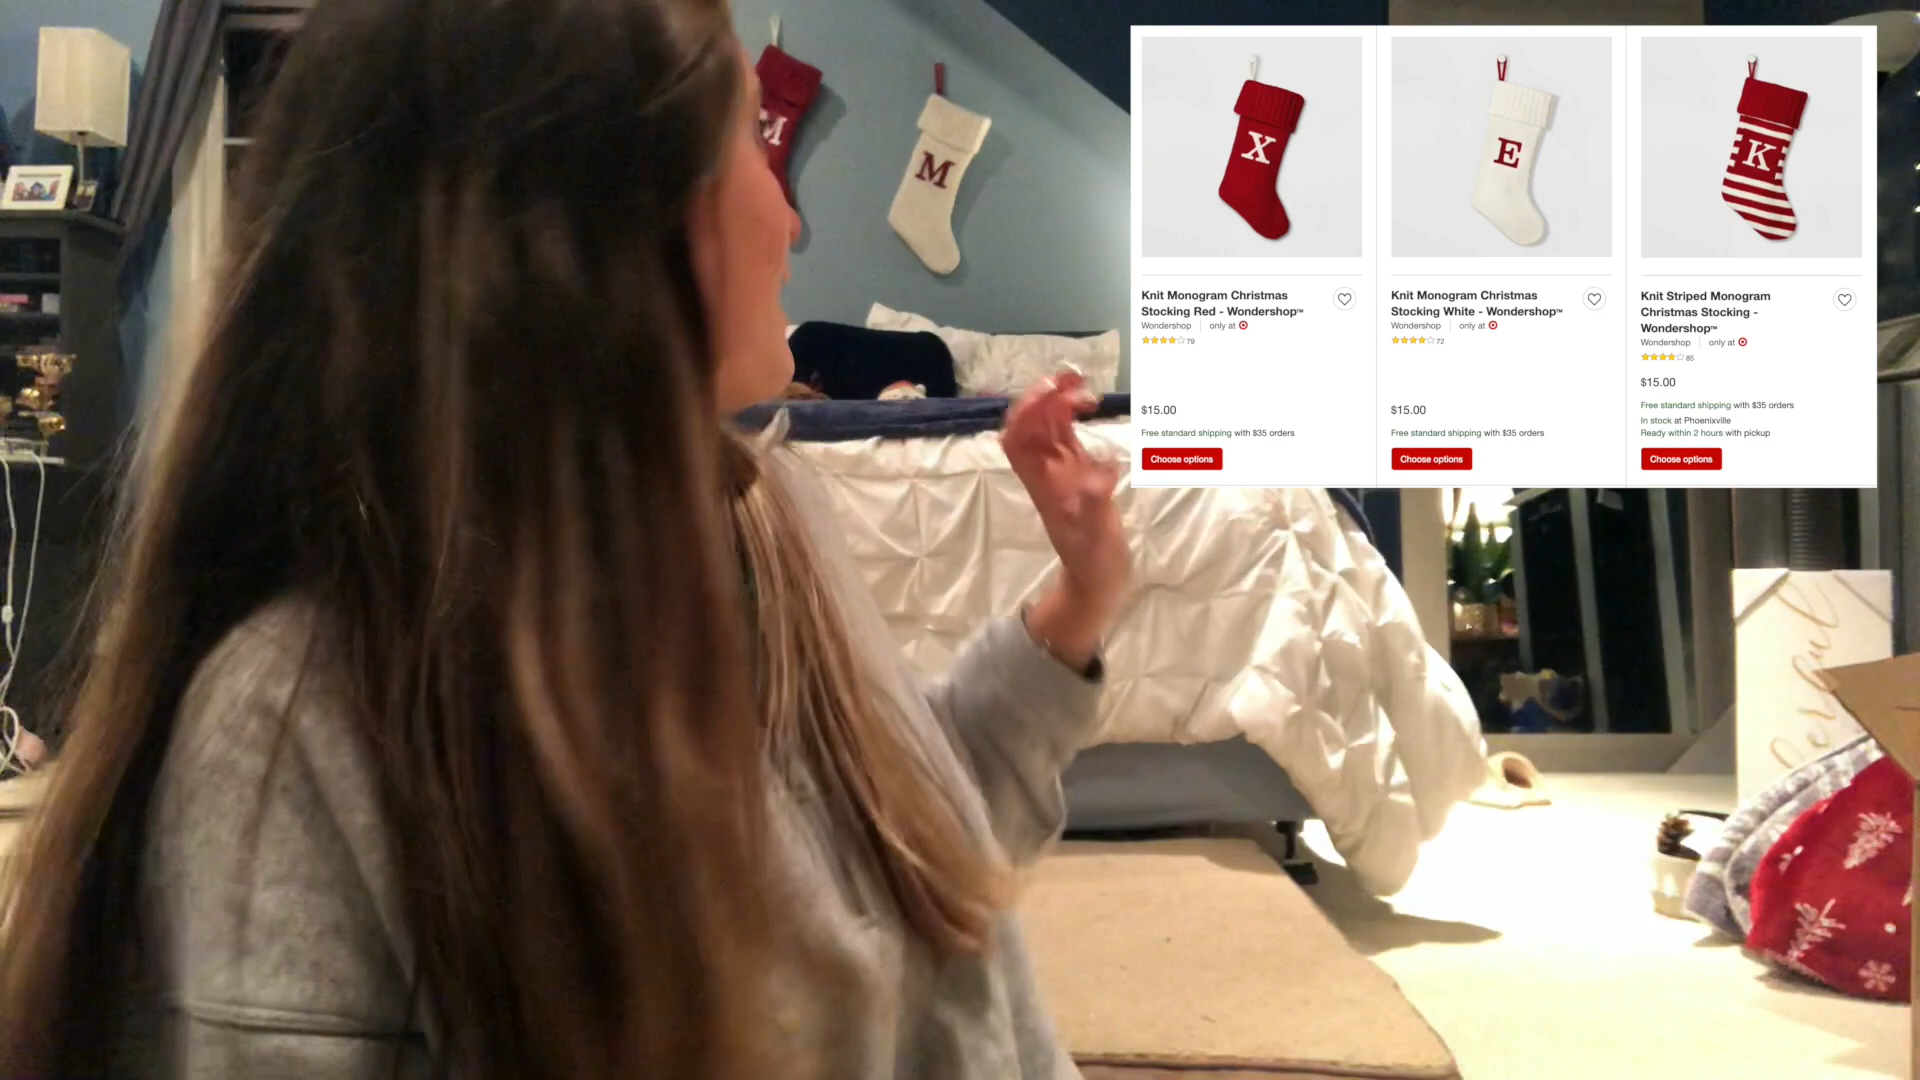 M
M
X
E
K
Knit Monogram Christmas
Stocking Red - Wondershop™
Wondershop only at
79
$15.00
Free standard shipping with $35 orders
Choose options
Knit Monogram Christmas
Stocking White - Wondershop™
Wondershop only at
72
$15.00
Free standard shipping with $35 orders
Choose options
Knit Striped Monogram
Christmas Stocking -
Wondershop™
Wondershop only at
85
$15.00
Free standard shipping with $35 orders
In stock at Phoenixville
Ready within 2 hours with pickup
Choose options